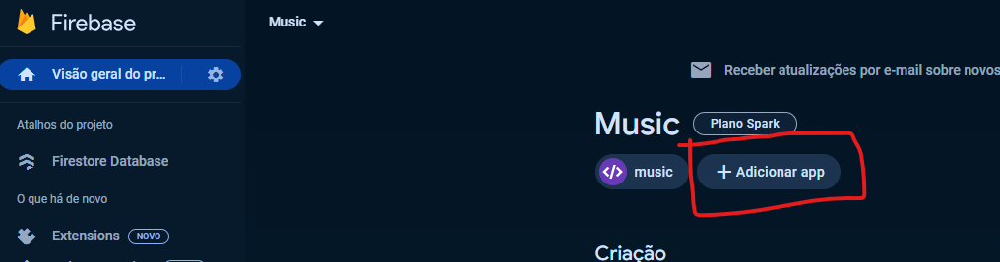 Firebase
Music
Visão geral do pr...
Receber atualizações por e-mail sobre novos
Atalhos do projeto
Music
Plano Spark
Firestore Database
music
+ Adicionar app
O que há de novo
Extensions NOVO
Criação